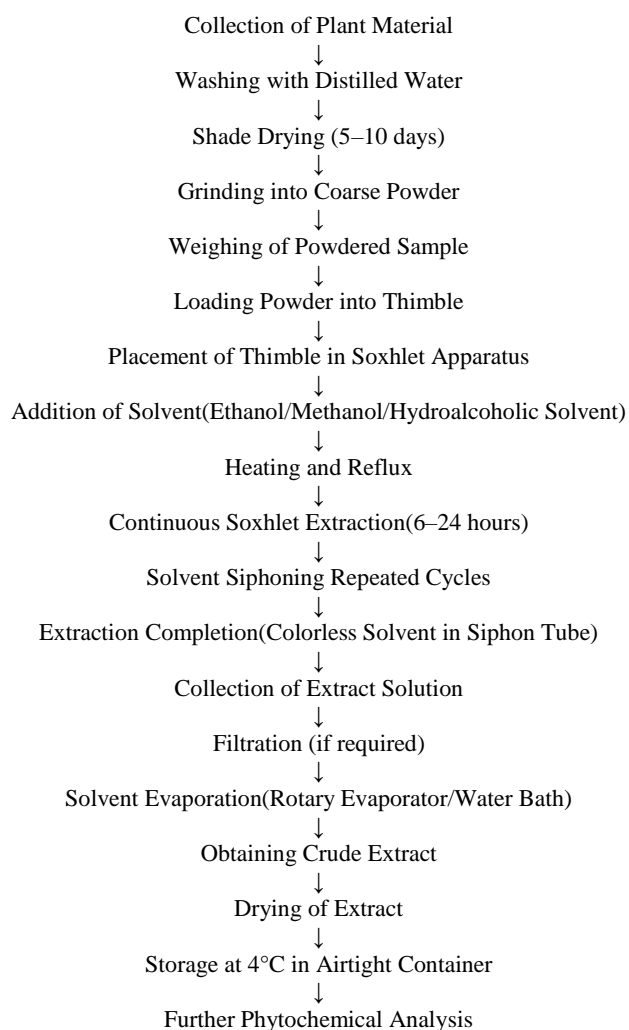 Collection of Plant Material
↓
Washing with Distilled Water
↓
Shade Drying (5–10 days)
↓
Grinding into Coarse Powder
↓
Weighing of Powdered Sample
↓
Loading Powder into Thimble
↓
Placement of Thimble in Soxhlet Apparatus
↓
Addition of Solvent(Ethanol/Methanol/Hydroalcoholic Solvent)
↓
Heating and Reflux
↓
Continuous Soxhlet Extraction(6–24 hours)
↓
Solvent Siphoning Repeated Cycles
↓
Extraction Completion(Colorless Solvent in Siphon Tube)
↓
Collection of Extract Solution
↓
Filtration (if required)
↓
Solvent Evaporation(Rotary Evaporator/Water Bath)
↓
Obtaining Crude Extract
↓
Drying of Extract
↓
Storage at 4°C in Airtight Container
↓
Further Phytochemical Analysis